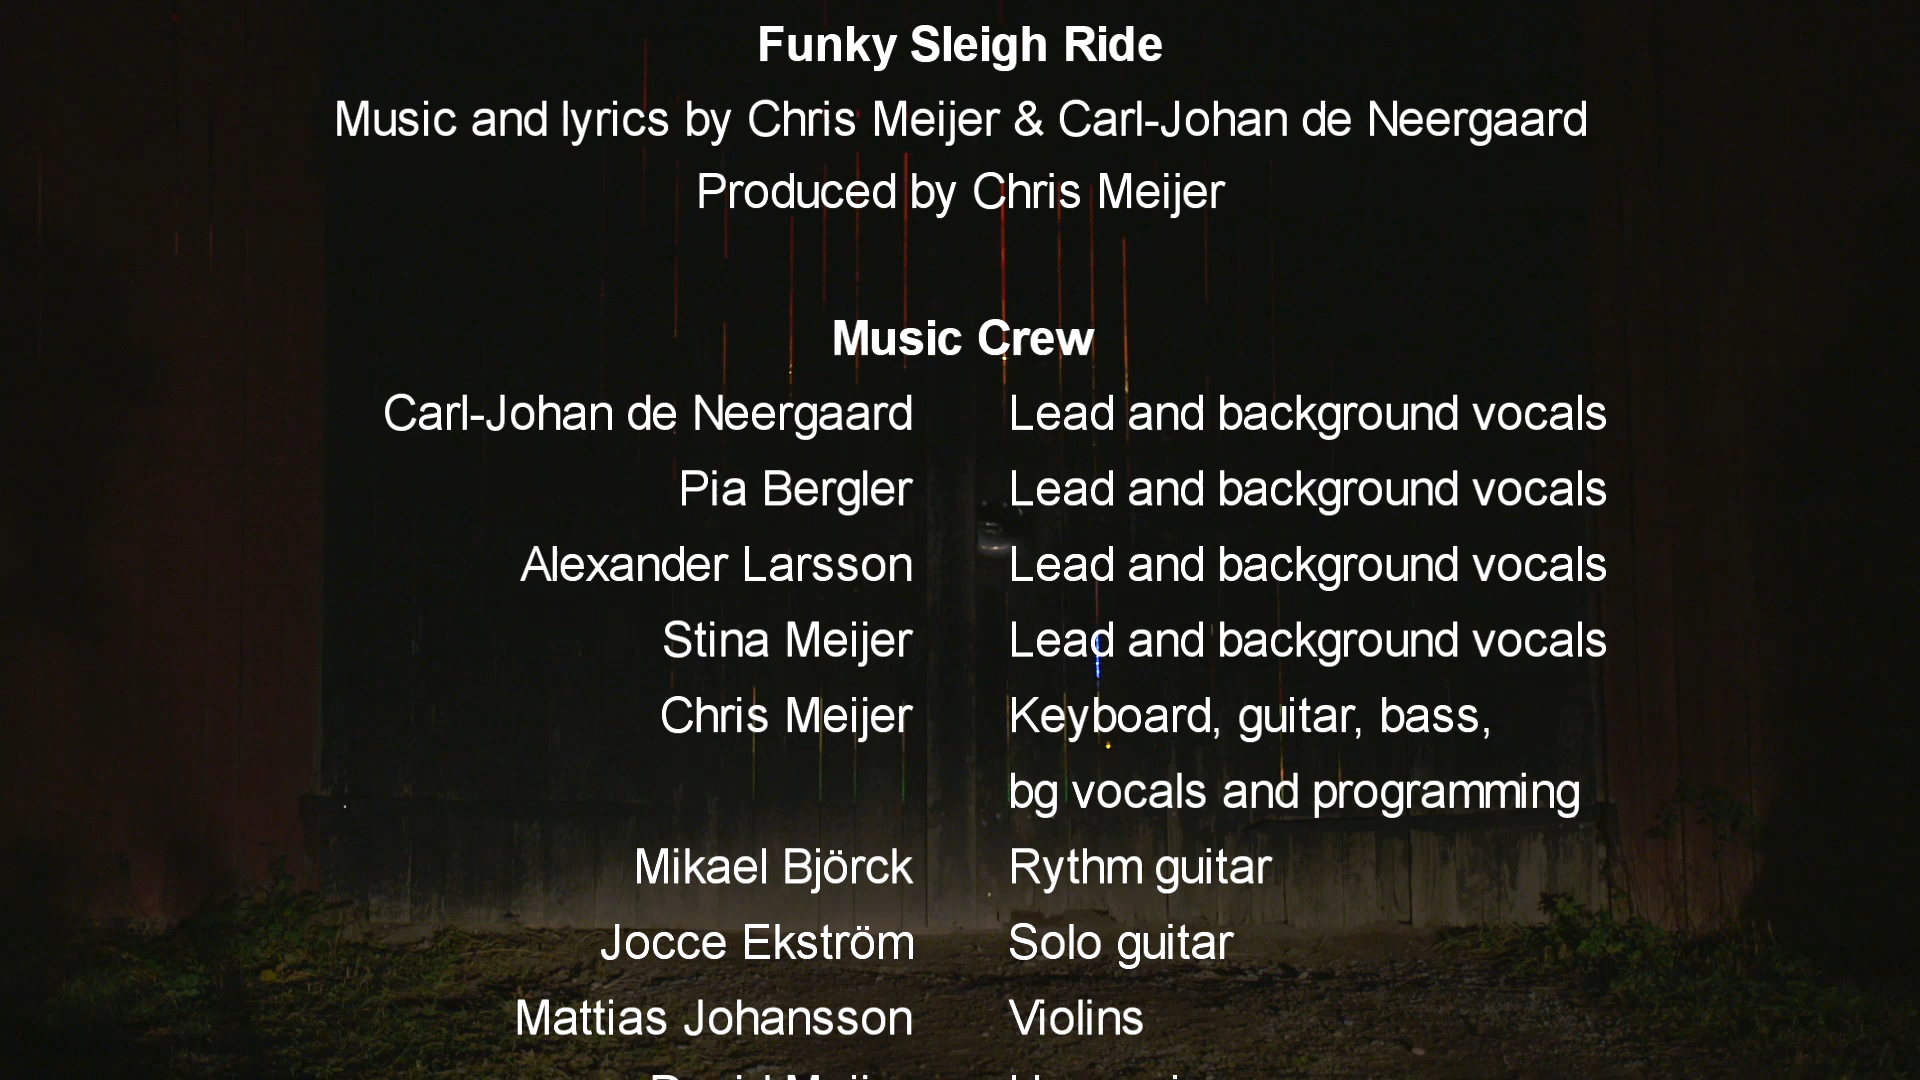 Funky Sleigh Ride
Music and lyrics by Chris Meijer & Carl-Johan de Neergaard
Produced by Chris Meijer
Music Crew
Carl-Johan de Neergaard Lead and background vocals
Pia Bergler Lead and background vocals
Alexander Larsson Lead and background vocals
Stina Meijer Lead and background vocals
Chris Meijer Keyboard, guitar, bass,
bg vocals and programming
Mikael Björck Rythm guitar
Jocce Ekström Solo guitar
Mattias Johansson Violins